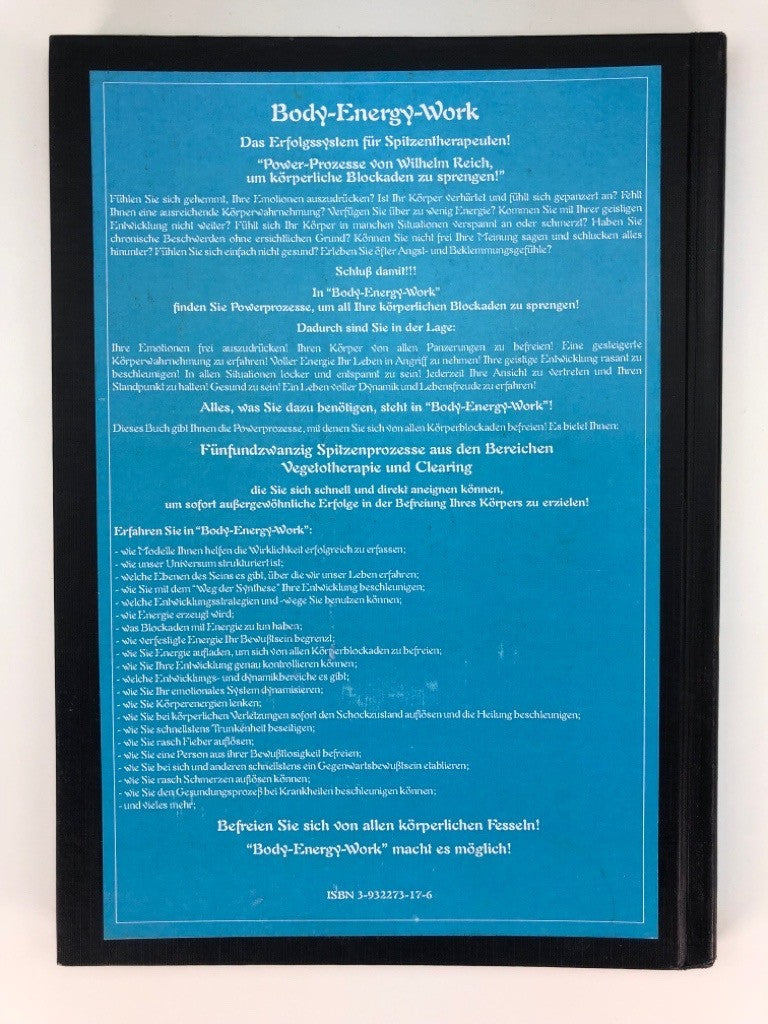 Body-Energy-Work
Das Erfolgssystem für Spitzentherapeuten!
"Power-Prozesse von Wilhelm Reich,
um körperliche Blockaden zu sprengen!"
Fühlen Sie sich gehemmt, Ihre Emotionen auszudrücken? Ist Ihr Körper verhärtet und fühlt sich gepanzert an? Fehlt
Ihnen eine ausreichende Körperwahrnehmung? Verfügen Sie über zu wenig Energie? Kommen Sie mit Ihrer geistigen
Entwicklung nicht weiter? Fühlt sich Ihr Körper in manchen Situationen verspannt an oder schmerzt? Haben Sie
chronische Beschwerden ohne ersichtlichen Grund? Können Sie nicht frei Ihre Meinung sagen und schlucken alles
hinunter? Fühlen Sie sich einfach nicht gesund? Erleben Sie öfter Angst- und Beklemmungsgefühle?
Schluß damit!!!
In "Body-Energy-Work"
finden Sie Powerprozesse, um all Ihre körperlichen Blockaden zu sprengen!
Dadurch sind Sie in der Lage:
Ihre Emotionen frei auszudrücken! Ihren Körper von allen Panzerungen zu befreien! Eine gesteigerte
Körperwahrnehmung zu erfahren! Voller Energie Ihr Leben in Angriff zu nehmen! Ihre geistige Entwicklung rasant zu
beschleunigen! In allen Situationen locker und entspannt zu sein! Jederzeit Ihre Ansicht zu vertreten und Ihren
Standpunkt zu halten! Gesund zu sein! Ein Leben voller Dynamik und Lebensfreude zu erfahren!
Alles, was Sie dazu benötigen, steht in "Body-Energy-Work"!
Dieses Buch gibt Ihnen die Powerprozesse, mit denen Sie sich von allen Körperblockaden befreien! Es bietet Ihnen:
Fünfundzwanzig Spitzenprozesse aus den Bereichen
Vegetotherapie und Clearing
die Sie sich schnell und direkt aneignen können,
um sofort außergewöhnliche Erfolge in der Befreiung Ihres Körpers zu erzielen!
Erfahren Sie in "Body-Energy-Work":
- wie Modelle Ihnen helfen die Wirklichkeit erfolgreich zu erfassen;
- wie unser Universum strukturiert ist;
- welche Ebenen des Seins es gibt, über die wir unser Leben erfahren;
- wie Sie mit dem "Weg der Synthese" Ihre Entwicklung beschleunigen;
- welche Entwicklungsstrategien und -wege Sie benutzen können;
- wie Energie erzeugt wird;
- was Blockaden mit Energie zu tun haben;
- wie verfestigte Energie Ihr Bewußtsein begrenzt;
- wie Sie Energie aufladen, um sich von allen Körperblockaden zu befreien;
- wie Sie Ihre Entwicklung genau kontrollieren können;
- welche Entwicklungs- und dynamikbereiche es gibt;
- wie Sie Ihr emotionales System dynamisieren;
- wie Sie Körperenergien lenken;
- wie Sie bei körperlichen Verletzungen sofort den Schockzustand auflösen und die Heilung beschleunigen;
- wie Sie schnellstens Trunkenheit beseitigen;
- wie Sie rasch Fieber auflösen;
- wie Sie eine Person aus ihrer Bewußtlosigkeit befreien;
- wie Sie bei sich und anderen schnellstens ein Gegenwartsbewußtsein etablieren;
- wie Sie rasch Schmerzen auflösen können;
- wie Sie den Gesundungsprozeß bei Krankheiten beschleunigen können;
- und vieles mehr;
Befreien Sie sich von allen körperlichen Fesseln!
"Body-Energy-Work" macht es möglich!
ISBN 3-932273-17-6